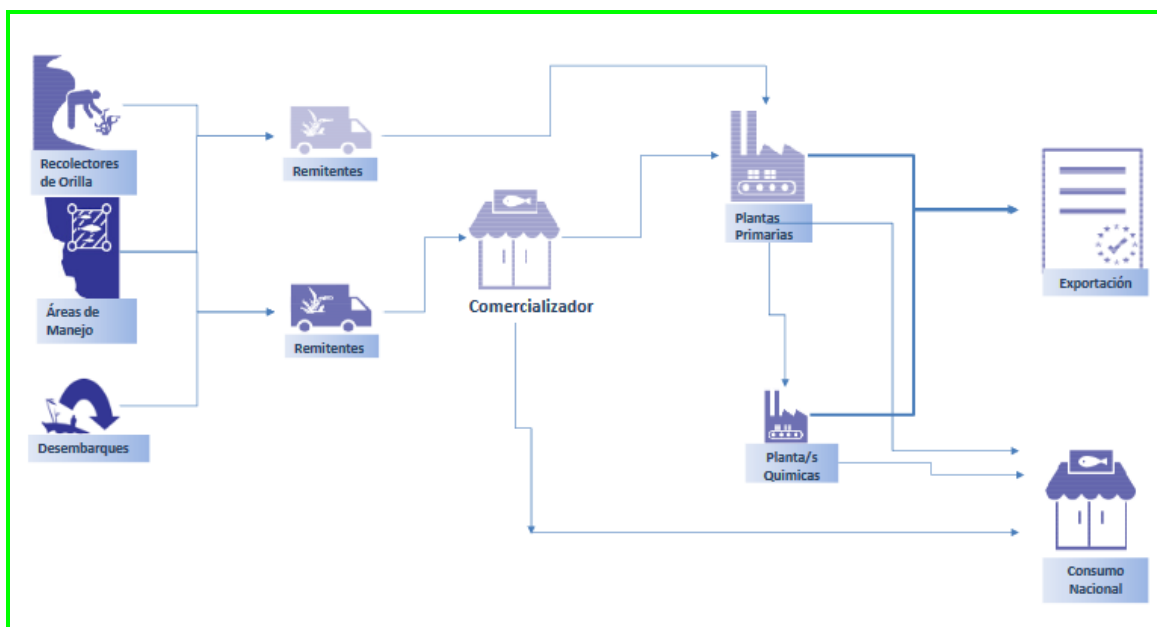 Recolectores
de Orilla
Áreas de
Manejo
Desembarques
Remitentes
Remitentes
Comercializador
Plantas
Primarias
Planta/s
Quimicas
Exportación
Consumo
Nacional